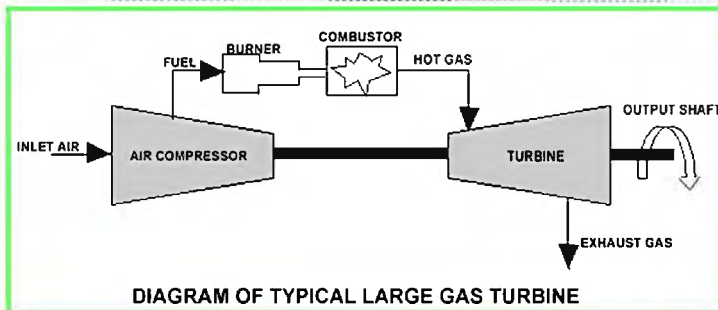 COMBUSTOR
BURNER
FUEL
HOT GAS
OUTPUT SHAFT
INLET AIR
AIR COMPRESSOR
TURBINE
EXHAUST GAS
DIAGRAM OF TYPICAL LARGE GAS TURBINE